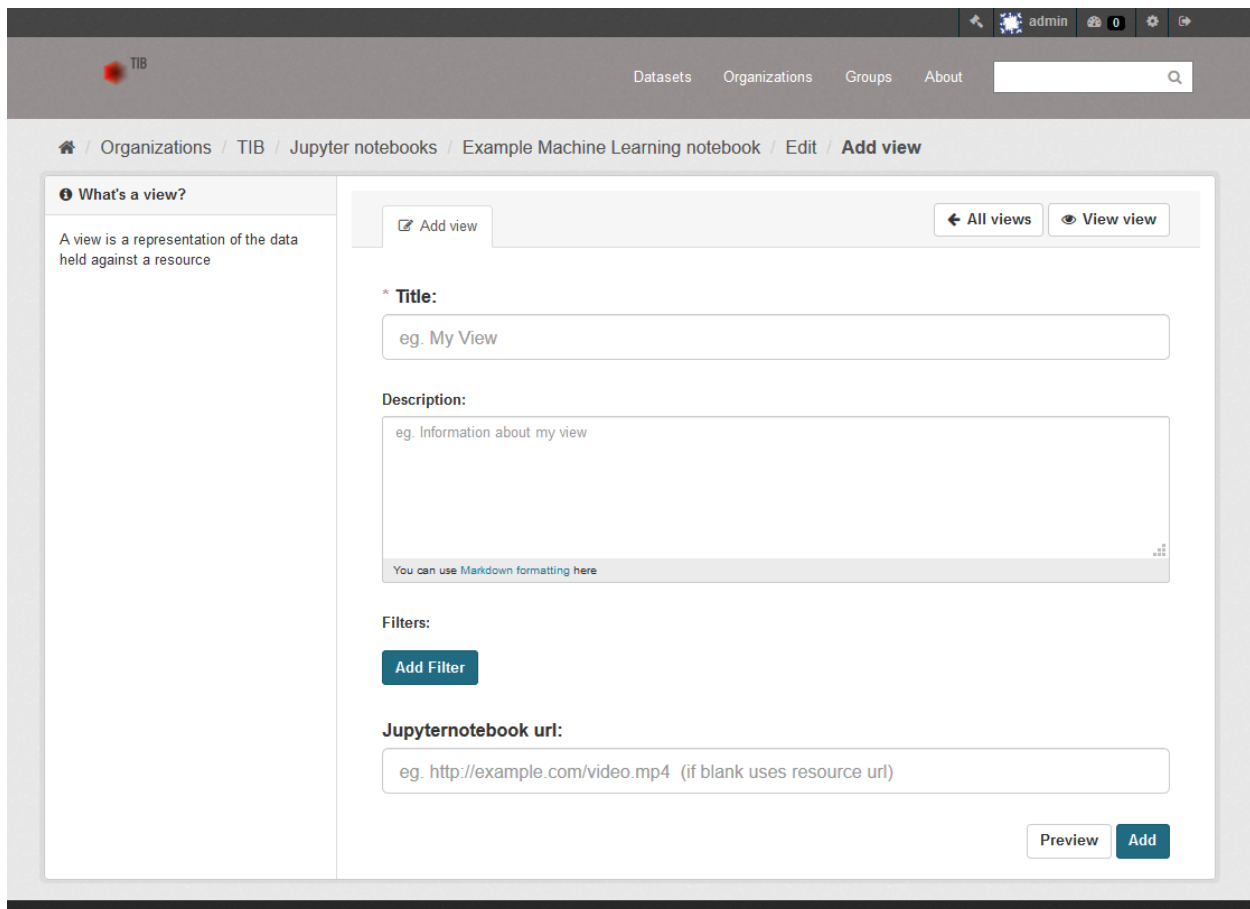 admin 0
TIB
Datasets Organizations Groups About
/ Organizations / TIB / Jupyter notebooks / Example Machine Learning notebook / Edit / Add view
What's a view?
A view is a representation of the data
held against a resource
Add view
All views
View view
* Title:
eg. My View
Description:
eg. Information about my view
You can use Markdown formatting here
Filters:
Add Filter
Jupyternotebook url:
eg. http://example.com/video.mp4 (if blank uses resource url)
Preview
Add